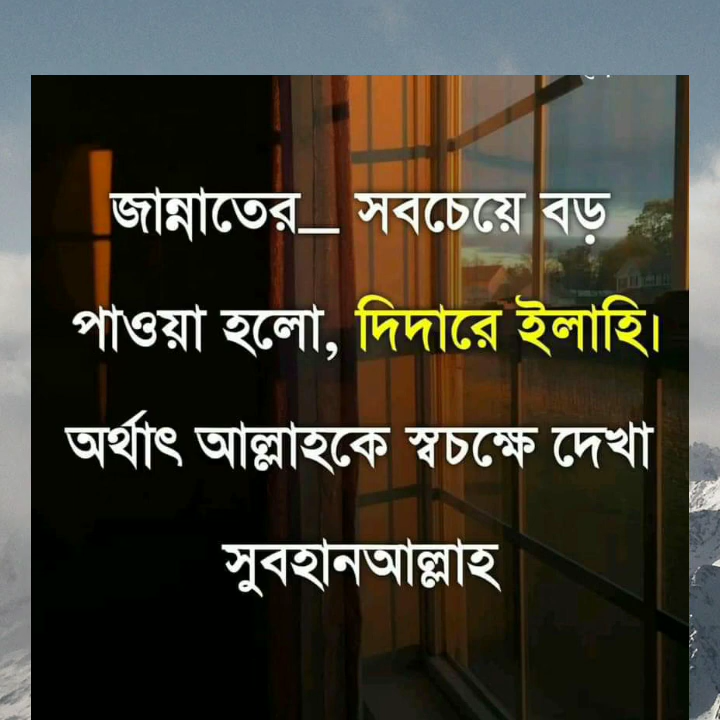 জান্নাতের_ সবচেয়ে বড়
পাওয়া হলো, দিদারে ইলাহি।
অর্থাৎ আল্লাহকে স্বচক্ষে দেখা
সুবহানআল্লাহ